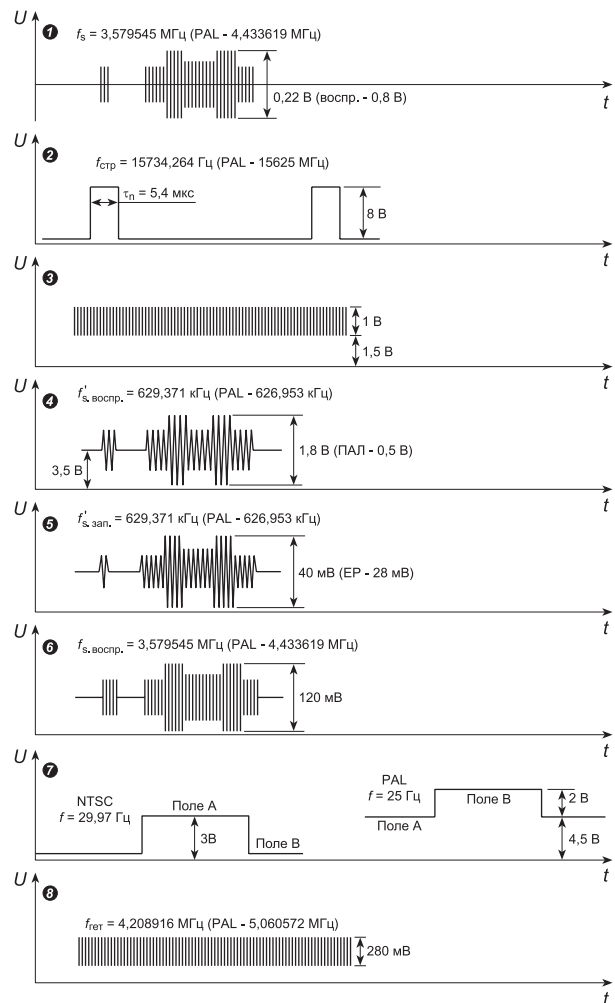 U
1 fs = 3,579545 МГц (PAL - 4,433619 МГц)
0,22 В (воспр. - 0,8 В)
t
U
2
fстр = 15734,264 Гц (PAL - 15625 МГц)
τn = 5,4 мкс
8 В
t
U
3
1 В
1,5 В
t
U
4 f's. воспр. = 629,371 кГц (PAL - 626,953 кГц)
1,8 В (ПАЛ - 0,5 В)
3,5 В
t
U
5 f's. зап. = 629,371 кГц (PAL - 626,953 кГц)
40 мВ (EP - 28 мВ)
t
U
6 fs. воспр. = 3,579545 МГц (PAL - 4,433619 МГц)
120 мВ
t
U
7
NTSC
f = 29,97 Гц
Поле А
3В
Поле В
PAL
f = 25 Гц
Поле В
2 В
Поле А
4,5 В
t
U
8
fгет = 4,208916 МГц (PAL - 5,060572 МГц)
280 мВ
t